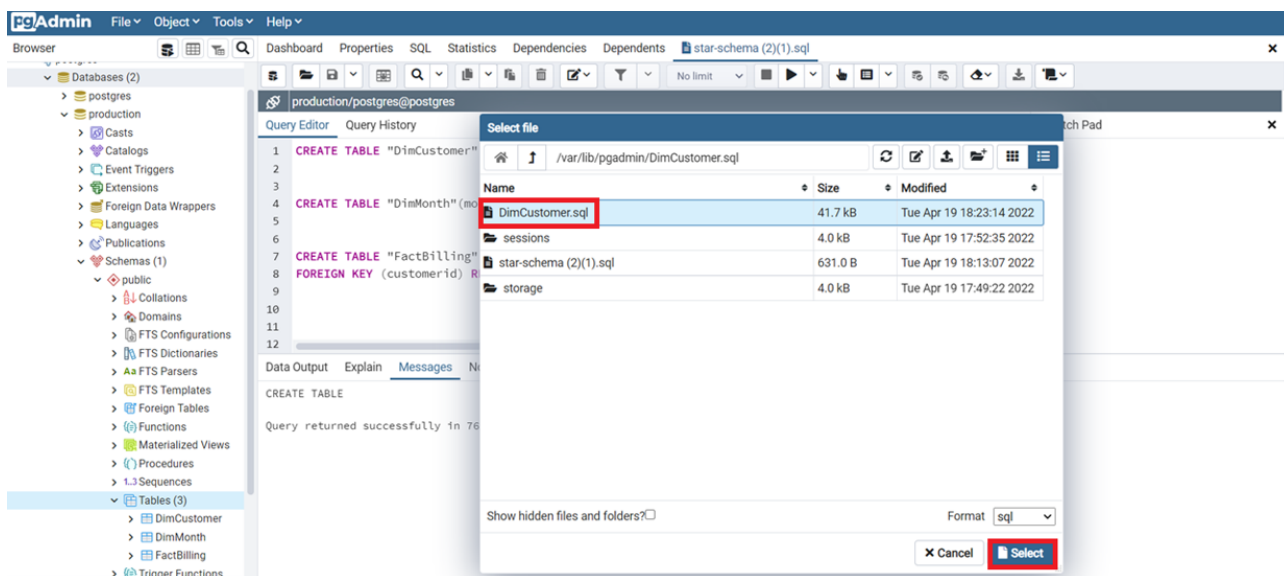 pgAdmin File Object Tools Help
Browser
Dashboard Properties SQL Statistics Dependencies Dependents star-schema (2)(1).sql
Databases (2)
No limit
postgres
production/postgres@postgres
production
Query Editor Query History
Select file
tch Pad
Casts
Catalogs
Event Triggers
Extensions
Foreign Data Wrappers
Languages
Publications
Schemas (1)
public
Collations
Domains
FTS Configurations
FTS Dictionaries
FTS Parsers
FTS Templates
Foreign Tables
Functions
Materialized Views
Procedures
1..3 Sequences
Tables (3)
DimCustomer
DimMonth
FactBilling
Trigger Functions
1 CREATE TABLE "DimCustomer"
2
3
4 CREATE TABLE "DimMonth"(mo
5
6
7 CREATE TABLE "FactBilling"
8 FOREIGN KEY (customerid) R
9
10
11
12
Data Output Explain Messages
CREATE TABLE
Query returned successfully in 76
/var/lib/pgadmin/DimCustomer.sql
Name Size Modified
DimCustomer.sql 41.7 kB Tue Apr 19 18:23:14 2022
sessions 4.0 kB Tue Apr 19 17:52:35 2022
star-schema (2)(1).sql 631.0 B Tue Apr 19 18:13:07 2022
storage 4.0 kB Tue Apr 19 17:49:22 2022
Show hidden files and folders?
Format sql
Cancel Select